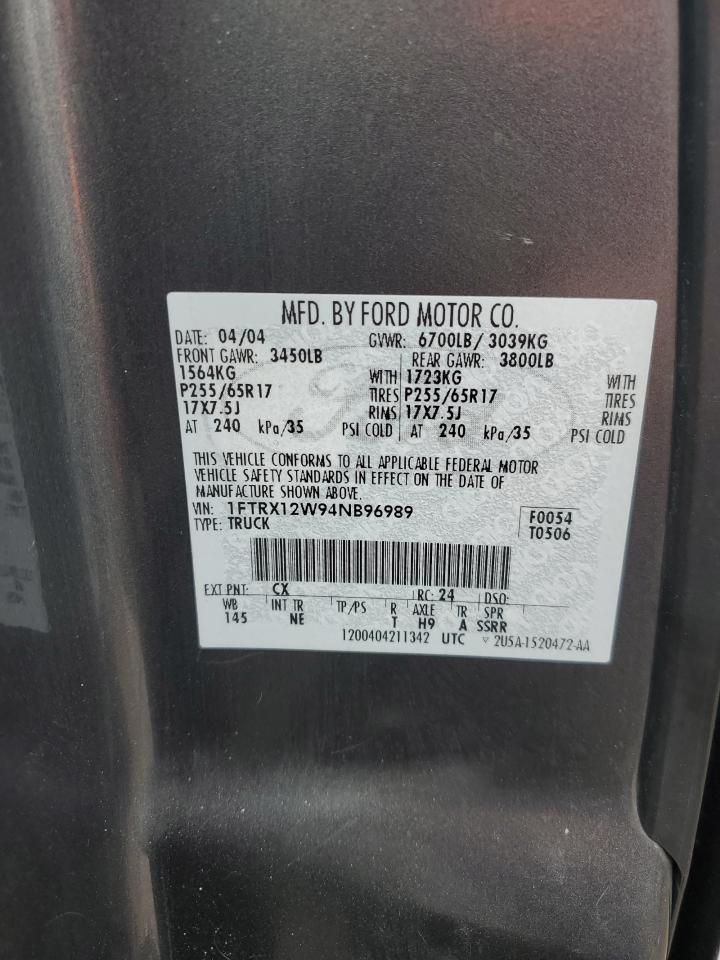 MFD. BY FORD MOTOR CO.
DATE: 04/04 GVWR: 6700LB/ 3039KG
FRONT GAWR: 3450LB REAR GAWR: 3800LB
1564KG WITH 1723KG WITH
P255/65R17 TIRES P255/65R17 TIRES
17X7.5J RIMS 17X7.5J RIMS
AT 240 kPa/35 PSI COLD AT 240 kPa/35 PSI COLD
THIS VEHICLE CONFORMS TO ALL APPLICABLE FEDERAL MOTOR
VEHICLE SAFETY STANDARDS IN EFFECT ON THE DATE OF
MANUFACTURE SHOWN ABOVE.
VIN: 1FTRX12W94NB96989 F0054
TYPE: TRUCK T0506
EXT PNT: CX RC: 24 DSO:
WB INT TR TP/PS R AXLE TR SPR
145 NE T H9 A SSRR
1200404211342 UTC 2U5A-1520472-AA